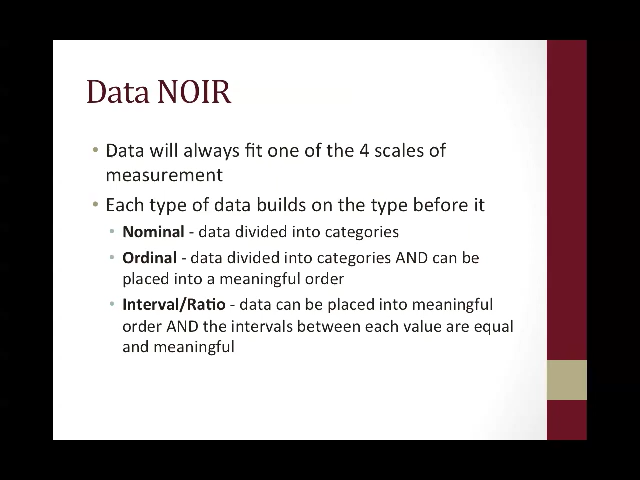 Data NOIR
• Data will always fit one of the 4 scales of
measurement
• Each type of data builds on the type before it
• Nominal - data divided into categories
• Ordinal - data divided into categories AND can be
placed into a meaningful order
• Interval/Ratio - data can be placed into meaningful
order AND the intervals between each value are equal
and meaningful